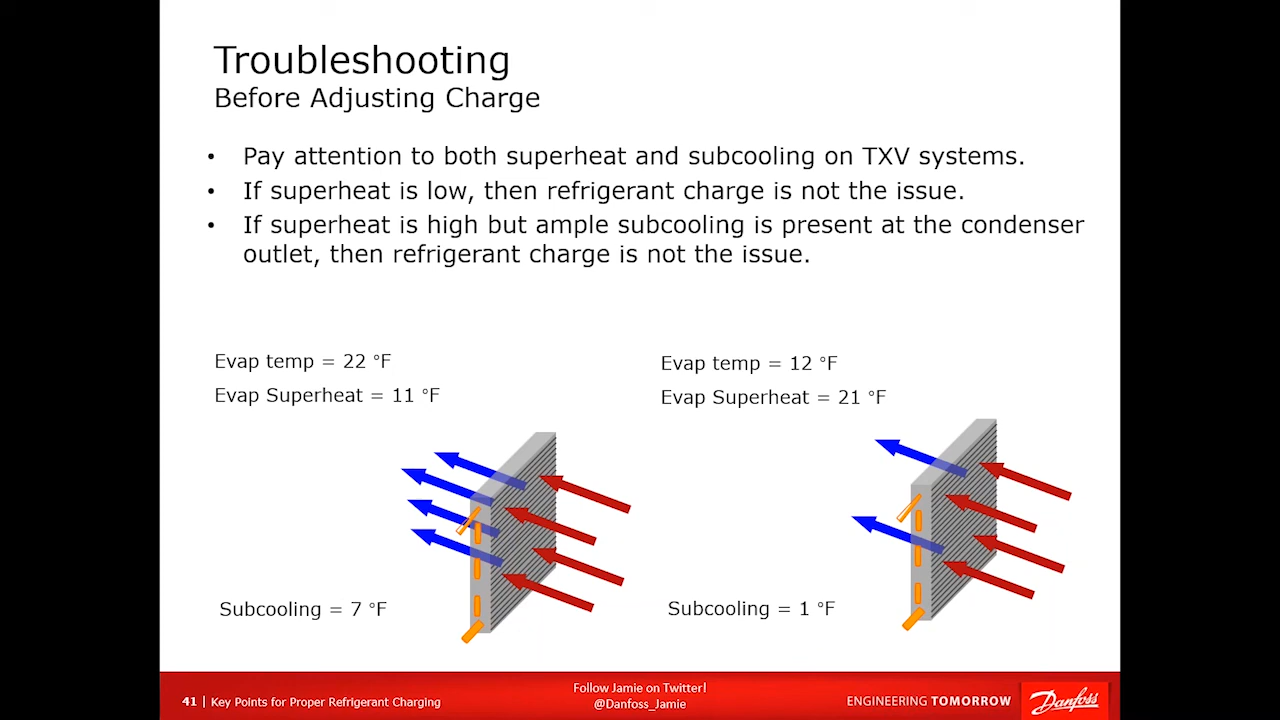 Troubleshooting
Before Adjusting Charge
• Pay attention to both superheat and subcooling on TXV systems.
• If superheat is low, then refrigerant charge is not the issue.
• If superheat is high but ample subcooling is present at the condenser
outlet, then refrigerant charge is not the issue.
Evap temp = 22 °F
Evap Superheat = 11 °F
Subcooling = 7 °F
Evap temp = 12 °F
Evap Superheat = 21 °F
Subcooling = 1 °F
41 | Key Points for Proper Refrigerant Charging
Follow Jamie on Twitter!
@Danfoss_Jamie
ENGINEERING TOMORROW
Danfoss